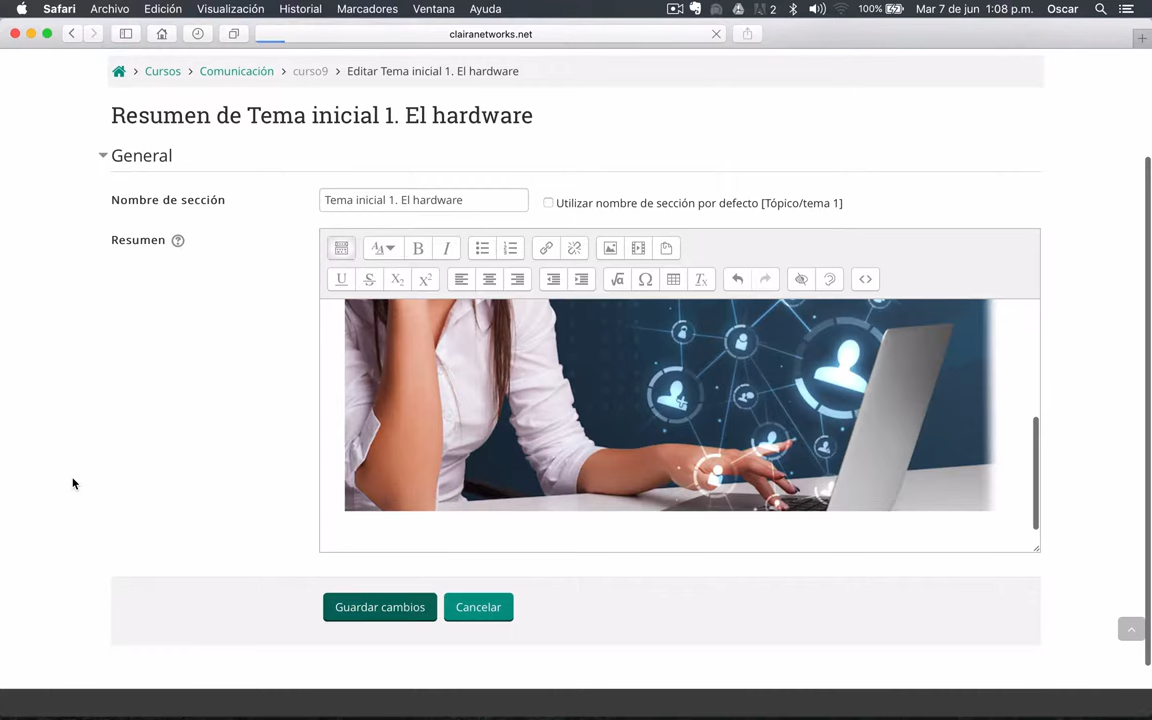 Safari Archivo Edición Visualización Historial Marcadores Ventana Ayuda 2 100% Mar 7 de jun 1:08 p.m. Oscar
clairanetworks.net
Cursos > Comunicación > curso9 > Editar Tema inicial 1. El hardware
Resumen de Tema inicial 1. El hardware
General
Nombre de sección Tema inicial 1. El hardware Utilizar nombre de sección por defecto [Tópico/tema 1]
Resumen
Guardar cambios Cancelar